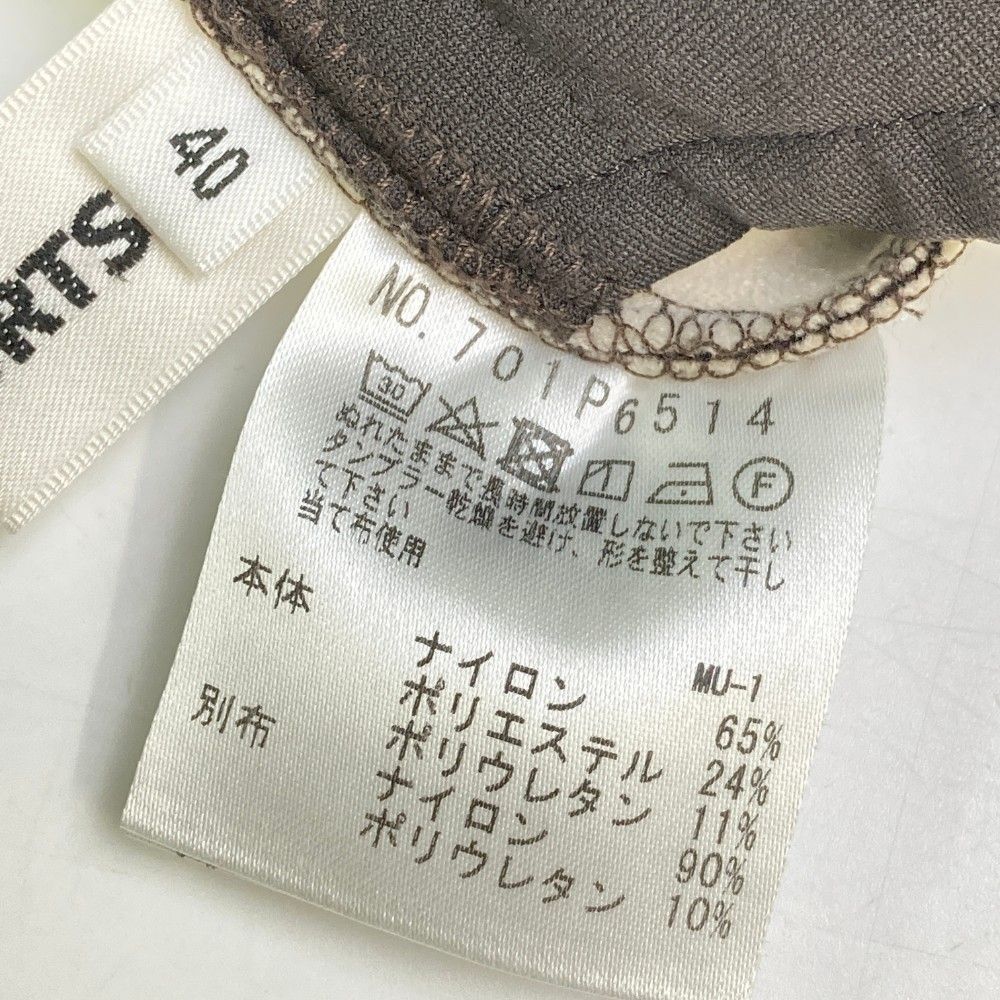 40
RTS
NO. 701P6514
30
F
ぬれたままで長時間放置しないで下さい
タンブラー乾燥を避け、形を整えて干し
て下さい
当て布使用
MU-1
本体 ナイロン 65%
ポリエステル 24%
ポリウレタン 11%
別布 ナイロン 90%
ポリウレタン 10%